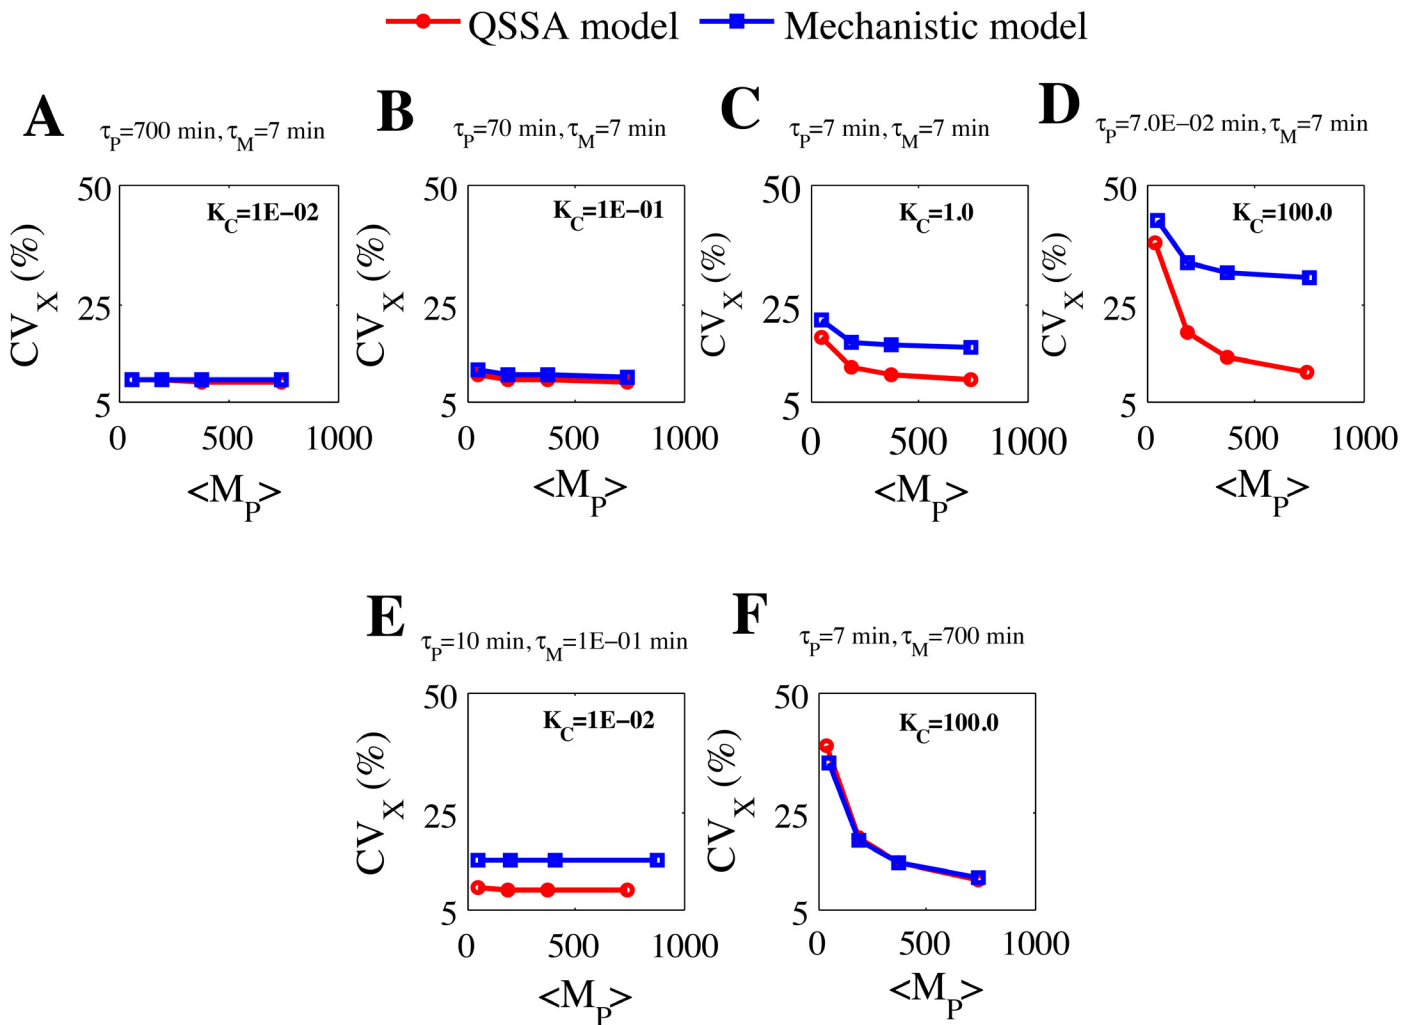 QSSA model Mechanistic model
A
τP=700 min, τM=7 min
50
25
5
CVX (%)
KC=1E−02
0 500 1000
<MP>
B
τP=70 min, τM=7 min
50
25
5
CVX (%)
KC=1E−01
0 500 1000
<MP>
C
τP=7 min, τM=7 min
50
25
5
CVX (%)
KC=1.0
0 500 1000
<MP>
D
τP=7.0E−02 min, τM=7 min
50
25
5
CVX (%)
KC=100.0
0 500 1000
<MP>
E
τP=10 min, τM=1E−01 min
50
25
5
CVX (%)
KC=1E−02
0 500 1000
<MP>
F
τP=7 min, τM=700 min
50
25
5
CVX (%)
KC=100.0
0 500 1000
<MP>